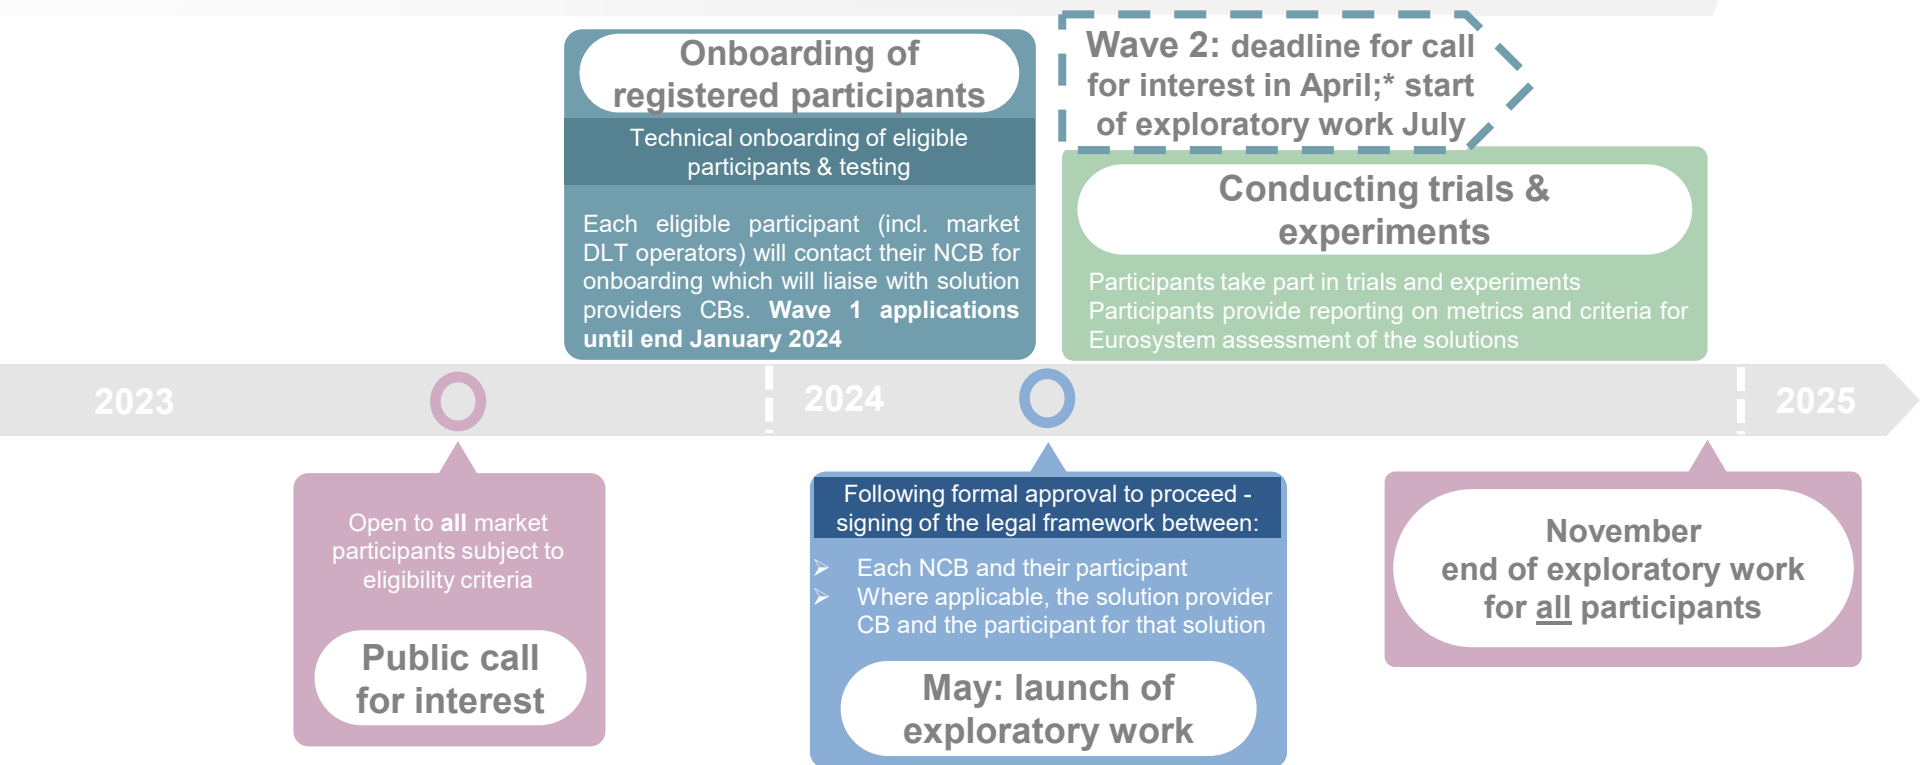 Onboarding of
registered participants
Technical onboarding of eligible
participants & testing
Each eligible participant (incl. market
DLT operators) will contact their NCB for
onboarding which will liaise with solution
providers CBs. Wave 1 applications
until end January 2024
Wave 2: deadline for call
for interest in April;* start
of exploratory work July
Conducting trials &
experiments
Participants take part in trials and experiments
Participants provide reporting on metrics and criteria for
Eurosystem assessment of the solutions
2023
2024
2025
Open to all market
participants subject to
eligibility criteria
Public call
for interest
Following formal approval to proceed -
signing of the legal framework between:
➢ Each NCB and their participant
➢ Where applicable, the solution provider
CB and the participant for that solution
May: launch of
exploratory work
November
end of exploratory work
for all participants